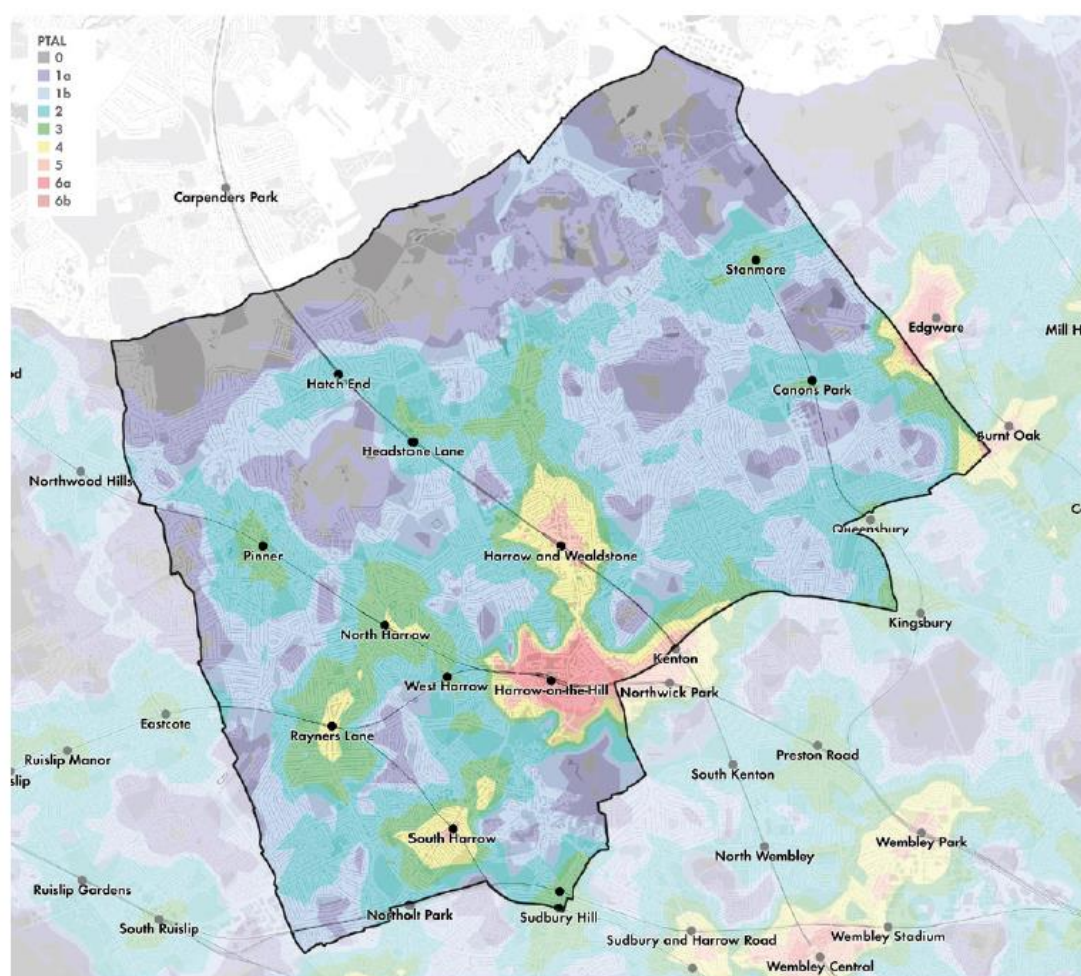 PTAL
0
1a
1b
2
3
4
5
6a
6b
Carpenders Park
Stanmore
Edgware
Mill H
od
Hatch End
Canons Park
Headstone Lane
Burnt Oak
Northwood Hills
Queensbury
Pinner
Harrow and Wealdstone
Kingsbury
North Harrow
Kenton
West Harrow
Harrow-on-the-Hill
Northwick Park
Eastcote
Rayners Lane
Ruislip Manor
slip
Preston Road
South Kenton
South Harrow
Wembley Park
North Wembley
Ruislip Gardens
Northolt Park
Sudbury Hill
South Ruislip
Sudbury and Harrow Road
Wembley Stadium
Wembley Central